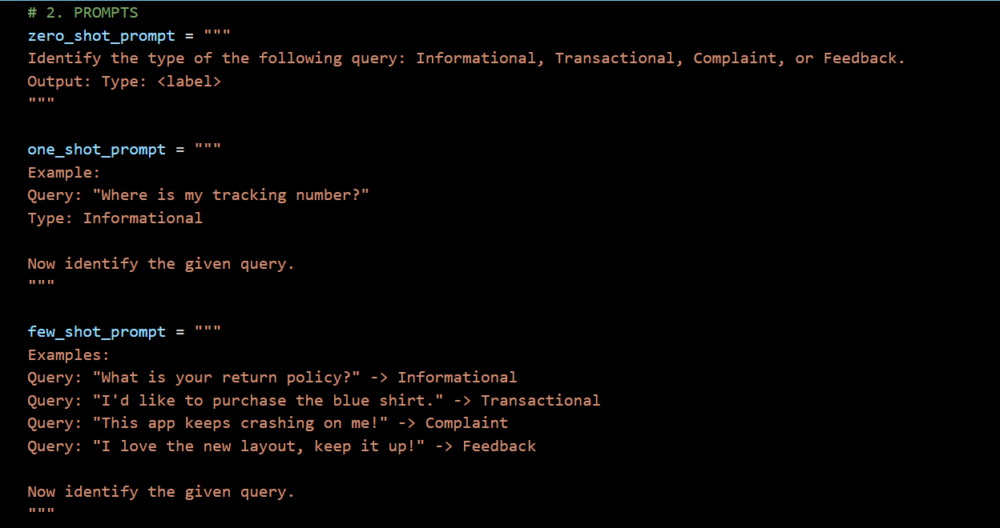 # 2. PROMPTS
zero_shot_prompt = """
Identify the type of the following query: Informational, Transactional, Complaint, or Feedback.
Output: Type: <label>
"""

one_shot_prompt = """
Example:
Query: "Where is my tracking number?"
Type: Informational

Now identify the given query.
"""

few_shot_prompt = """
Examples:
Query: "What is your return policy?" -> Informational
Query: "I'd like to purchase the blue shirt." -> Transactional
Query: "This app keeps crashing on me!" -> Complaint
Query: "I love the new layout, keep it up!" -> Feedback

Now identify the given query.
"""